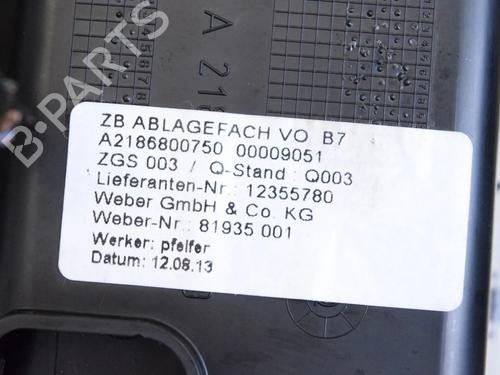 B-PARTS
A 218
ZB ABLAGEFACH VO B7
A2186800750 00009051
ZGS 003 / Q-Stand : Q003
Lieferanten-Nr.: 12355780
Weber GmbH & Co. KG
Weber-Nr.: 81935 001
Werker: pfeifer
Datum: 12.08.13